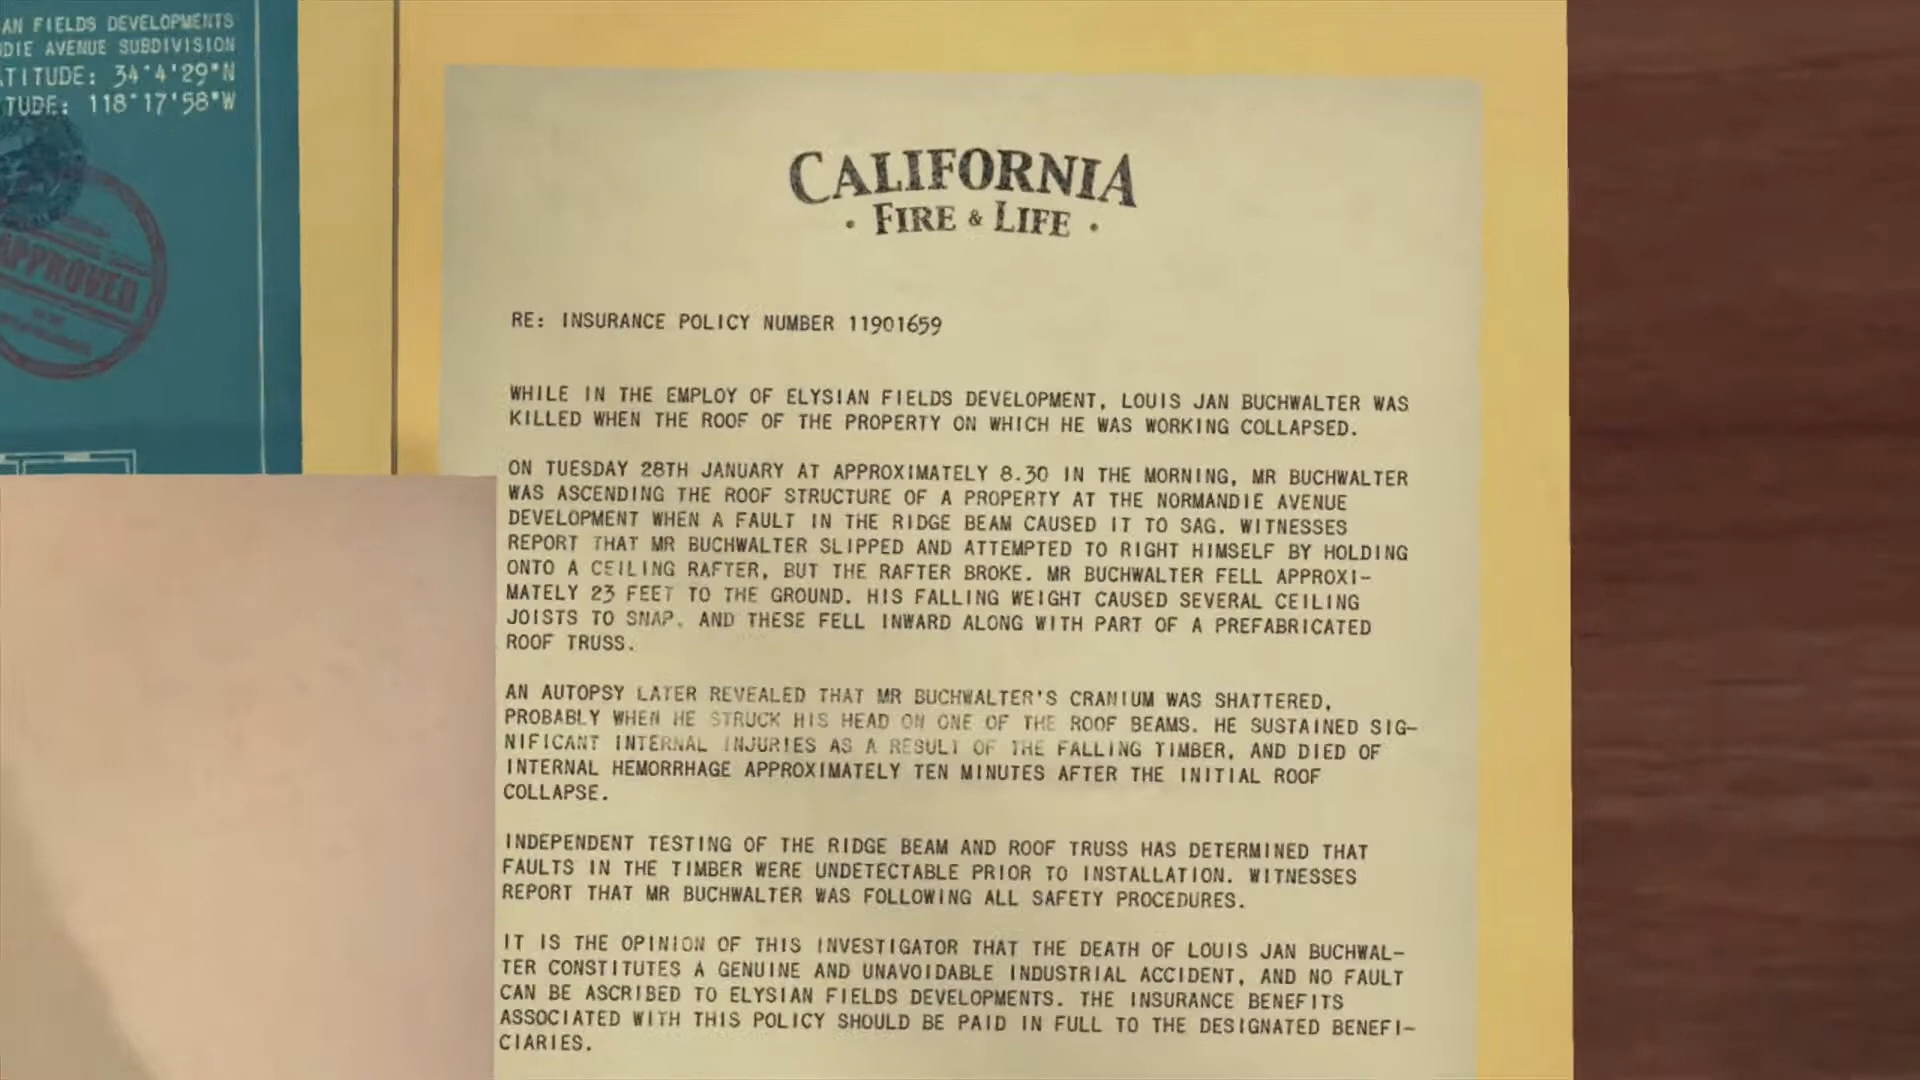 AN FIELDS DEVELOPMENTS
DIE AVENUE SUBDIVISION
TITUDE: 34°4'29"N
TUDE: 118°17'58"W
APPROVED
CALIFORNIA
· FIRE & LIFE ·
RE: INSURANCE POLICY NUMBER 11901659
WHILE IN THE EMPLOY OF ELYSIAN FIELDS DEVELOPMENT, LOUIS JAN BUCHWALTER WAS
KILLED WHEN THE ROOF OF THE PROPERTY ON WHICH HE WAS WORKING COLLAPSED.
ON TUESDAY 28TH JANUARY AT APPROXIMATELY 8.30 IN THE MORNING, MR BUCHWALTER
WAS ASCENDING THE ROOF STRUCTURE OF A PROPERTY AT THE NORMANDIE AVENUE
DEVELOPMENT WHEN A FAULT IN THE RIDGE BEAM CAUSED IT TO SAG. WITNESSES
REPORT THAT MR BUCHWALTER SLIPPED AND ATTEMPTED TO RIGHT HIMSELF BY HOLDING
ONTO A CEILING RAFTER, BUT THE RAFTER BROKE. MR BUCHWALTER FELL APPROXI-
MATELY 23 FEET TO THE GROUND. HIS FALLING WEIGHT CAUSED SEVERAL CEILING
JOISTS TO SNAP, AND THESE FELL INWARD ALONG WITH PART OF A PREFABRICATED
ROOF TRUSS.
AN AUTOPSY LATER REVEALED THAT MR BUCHWALTER'S CRANIUM WAS SHATTERED,
PROBABLY WHEN HE STRUCK HIS HEAD ON ONE OF THE ROOF BEAMS. HE SUSTAINED SIG-
NIFICANT INTERNAL INJURIES AS A RESULT OF THE FALLING TIMBER, AND DIED OF
INTERNAL HEMORRHAGE APPROXIMATELY TEN MINUTES AFTER THE INITIAL ROOF
COLLAPSE.
INDEPENDENT TESTING OF THE RIDGE BEAM AND ROOF TRUSS HAS DETERMINED THAT
FAULTS IN THE TIMBER WERE UNDETECTABLE PRIOR TO INSTALLATION. WITNESSES
REPORT THAT MR BUCHWALTER WAS FOLLOWING ALL SAFETY PROCEDURES.
IT IS THE OPINION OF THIS INVESTIGATOR THAT THE DEATH OF LOUIS JAN BUCHWAL-
TER CONSTITUTES A GENUINE AND UNAVOIDABLE INDUSTRIAL ACCIDENT, AND NO FAULT
CAN BE ASCRIBED TO ELYSIAN FIELDS DEVELOPMENTS. THE INSURANCE BENEFITS
ASSOCIATED WITH THIS POLICY SHOULD BE PAID IN FULL TO THE DESIGNATED BENEFI-
CIARIES.